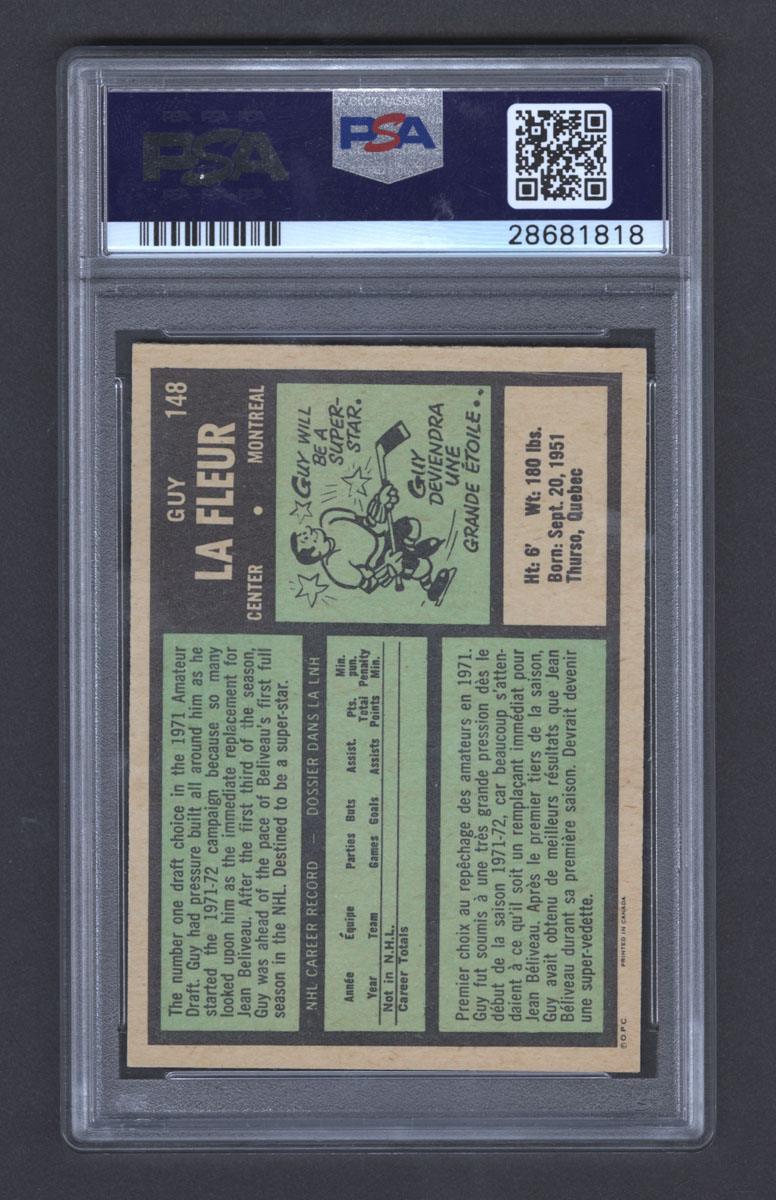 PSA PSA PSA
PSA
PSA PSA PSA
PSA
28681818
GUY 148
LA FLEUR
CENTER • MONTREAL
GUY WILL
BE A
SUPER-
STAR.
GUY
DEVIENDRA
UNE
GRANDE ÉTOILE..
Ht: 6' Wt: 180 lbs.
Born: Sept. 20, 1951
Thurso, Quebec
The number one draft choice in the 1971 Amateur
Draft. Guy had pressure built all around him as he
started the 1971-72 campaign because so many
looked upon him as the immediate replacement for
Jean Beliveau. After the first third of the season,
Guy was ahead of the pace of Beliveau's first full
season in the NHL. Destined to be a super-star.
NHL CAREER RECORD — DOSSIER DANS LA LNH
Min.
Pts. pun.
Année Équipe Parties Buts Assist. Total Penalty
Year Team Games Goals Assists Points Min.
Not in N.H.L.
Career Totals
Premier choix au repêchage des amateurs en 1971.
Guy fut soumis à une très grande pression dès le
début de la saison 1971-72, car beaucoup s'atten-
daient à ce qu'il soit un remplaçant immédiat pour
Jean Béliveau. Après le premier tiers de la saison,
Guy avait obtenu de meilleurs résultats que Jean
Béliveau durant sa première saison. Devrait devenir
une super-vedette.
© O.P.C. PRINTED IN CANADA